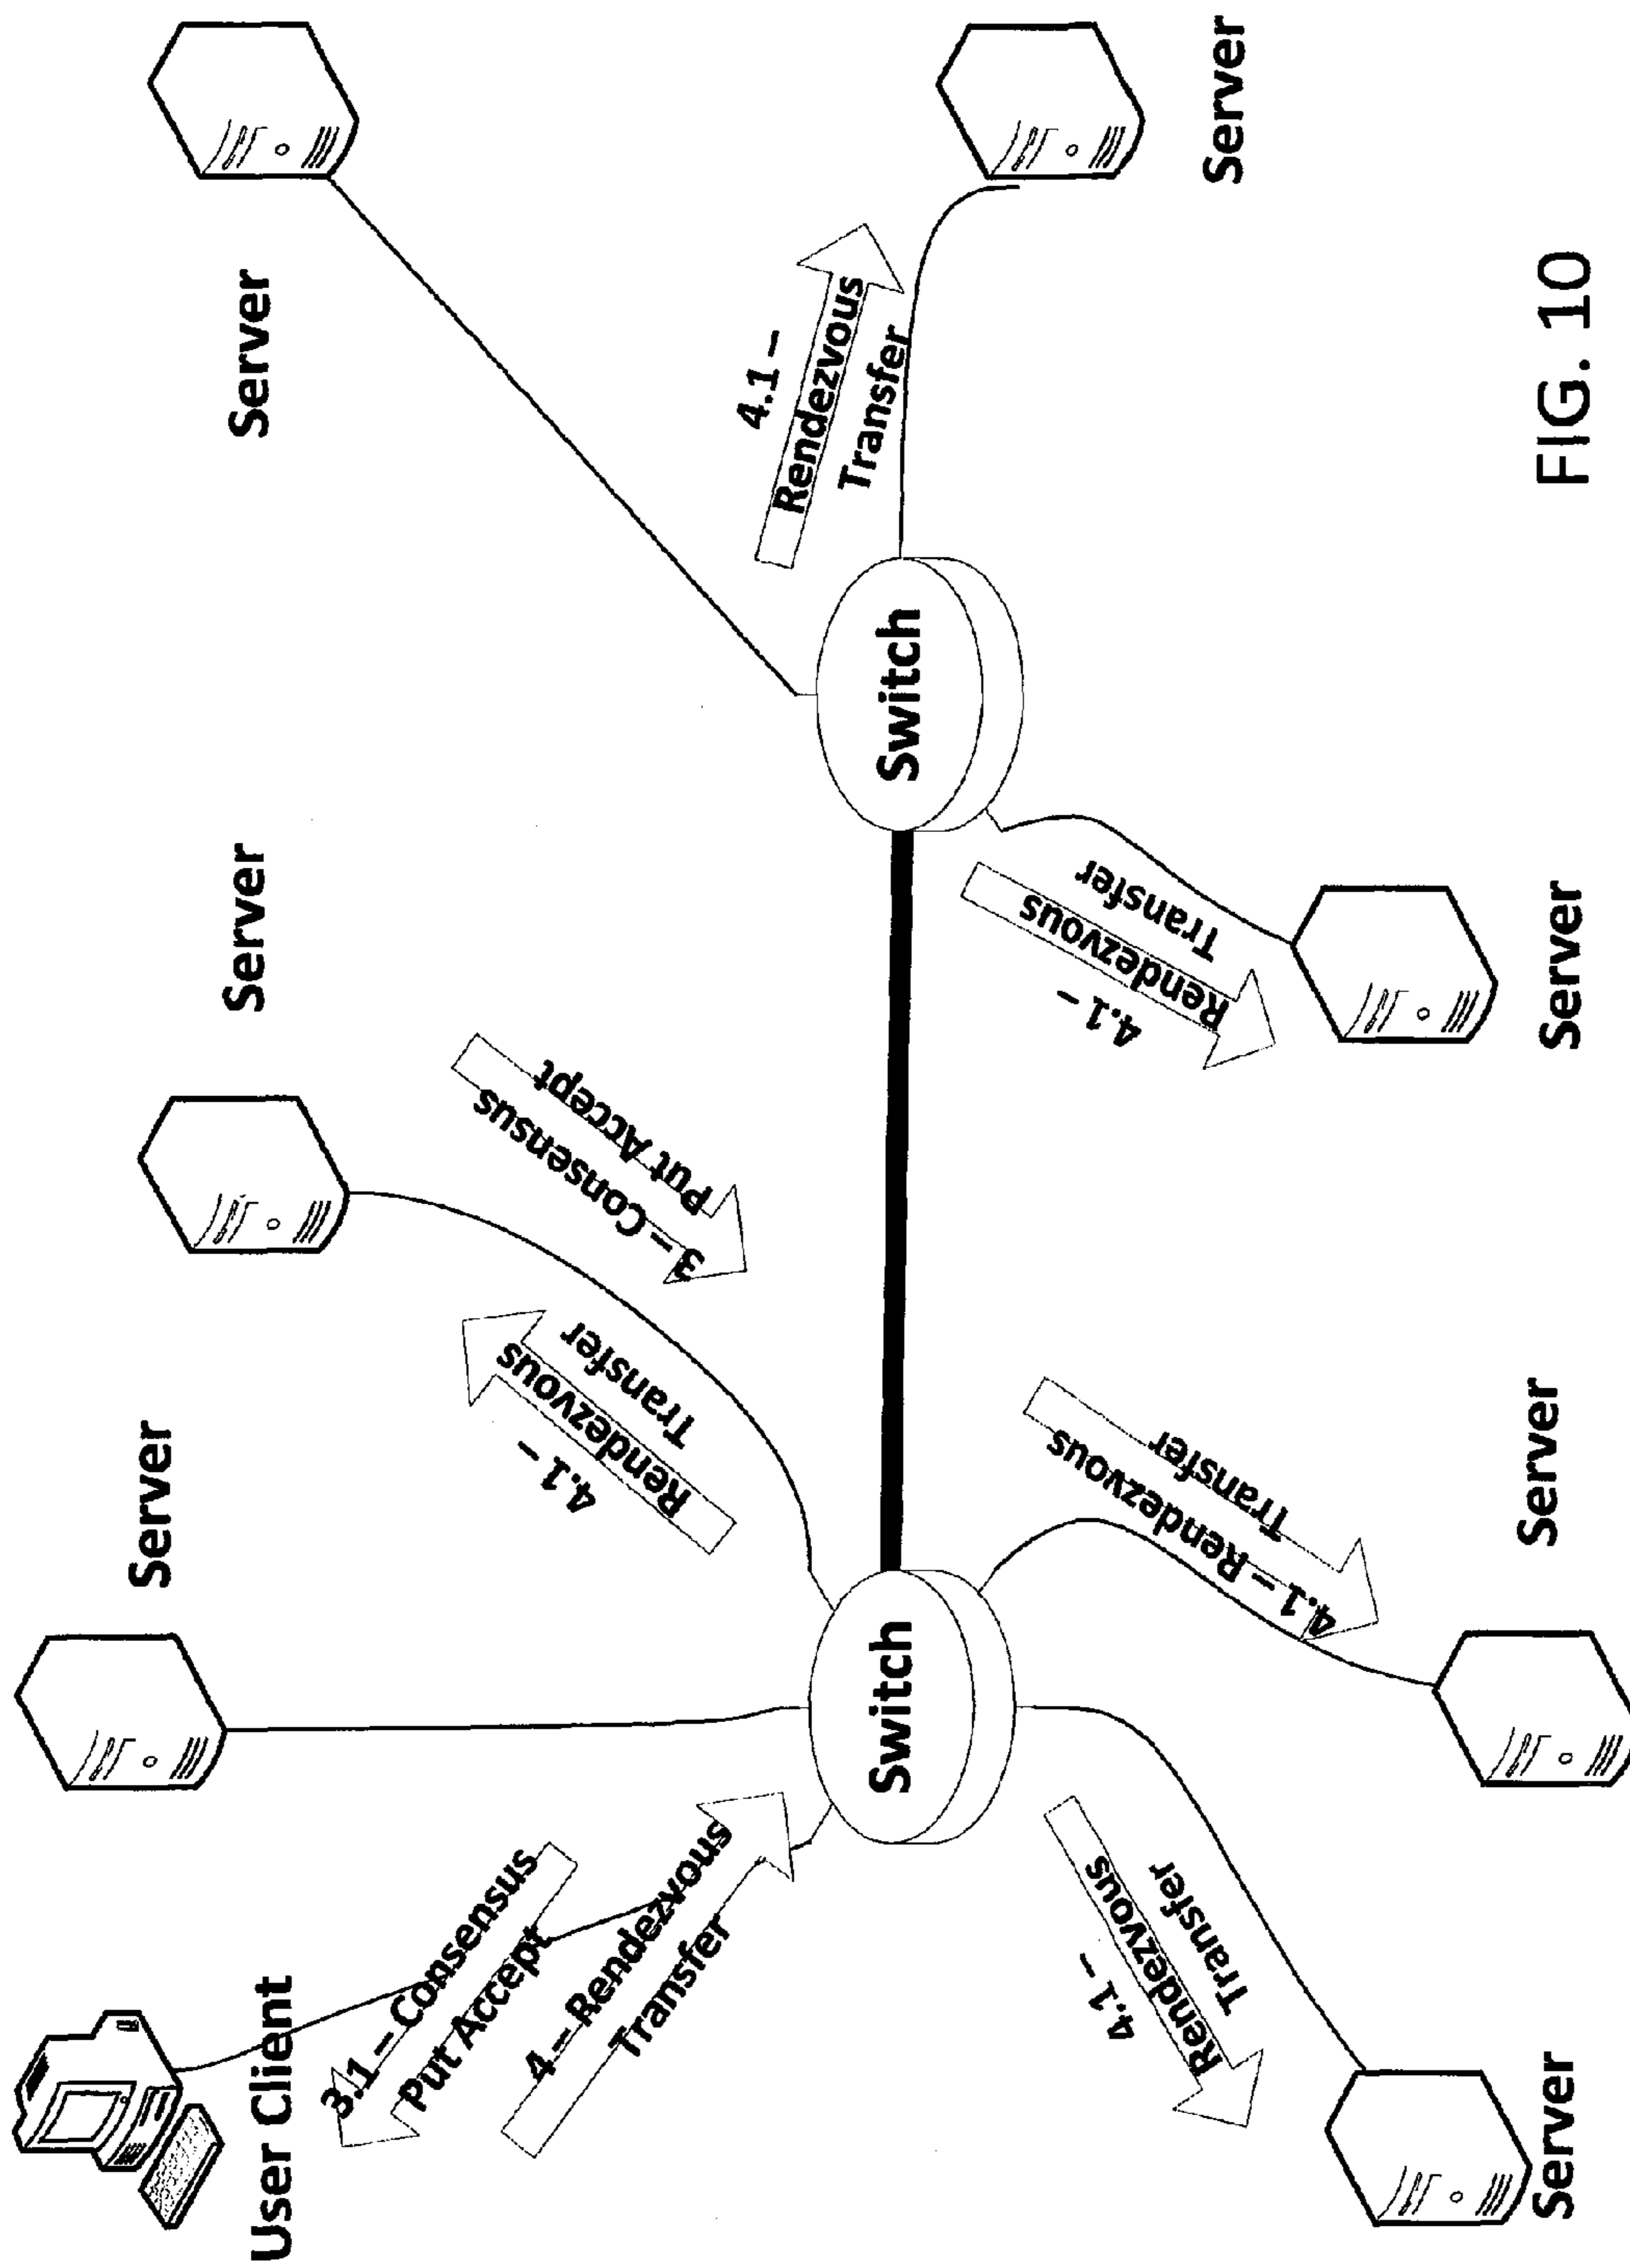 Server
Server
Server
User Client
3.1 – Consensus
Put Accept
4 – Rendezvous
Transfer
4.1 –
Rendezvous
Transfer
3 – Consensus
Put Acccept
4.1 –
Rendezvous
Transfer
Switch
Switch
4.1 –
Rendezvous
Transfer
4.1 – Rendezvous
Transfer
4.1 –
Rendezvous
Transfer
Server
Server
Server
Server
FIG. 10